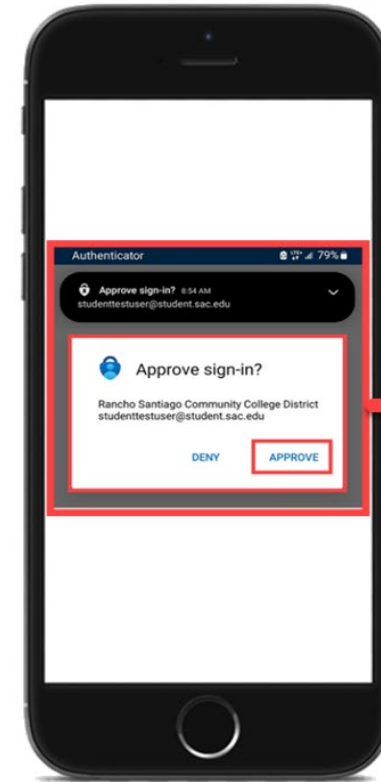 Authenticator 79%
Approve sign-in? 8:54 AM
studenttestuser@student.sac.edu
Approve sign-in?
Rancho Santiago Community College District
studenttestuser@student.sac.edu
DENY APPROVE